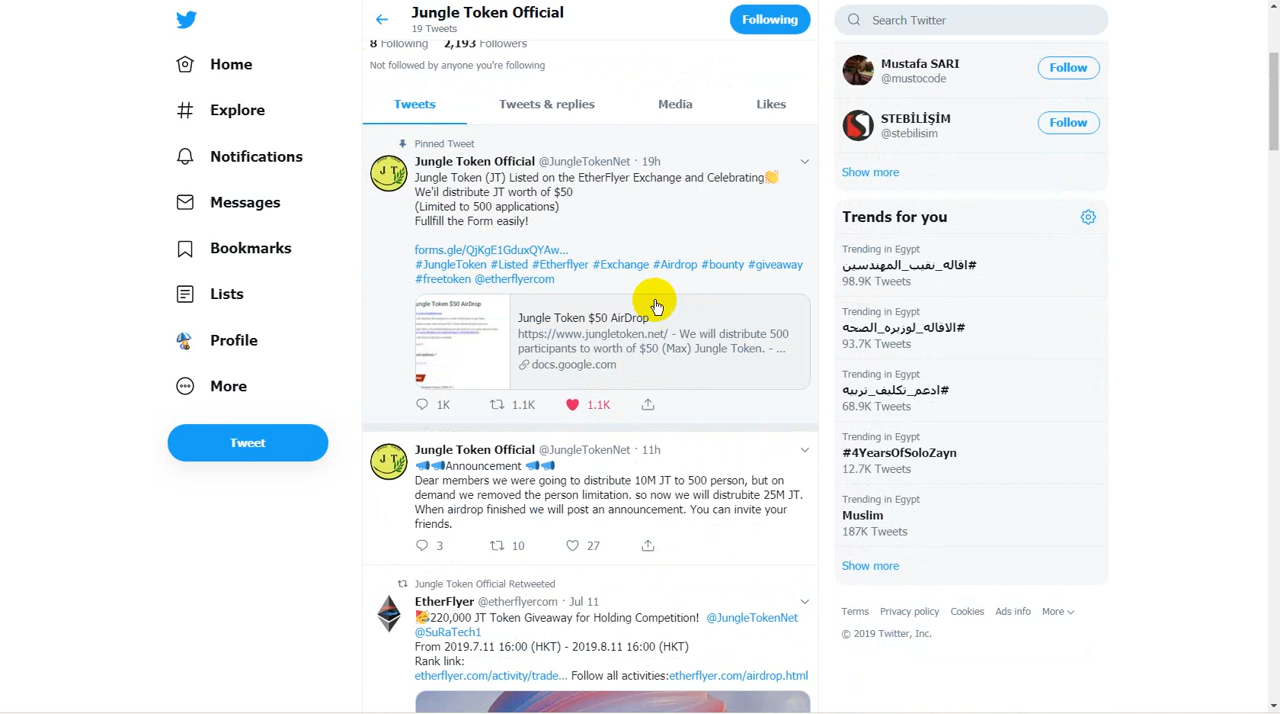 Home
Explore
Notifications
Messages
Bookmarks
Lists
Profile
More
Tweet
Jungle Token Official
19 Tweets
Following
8 Following 2,193 Followers
Not followed by anyone you're following
Tweets Tweets & replies Media Likes
Pinned Tweet
Jungle Token Official @JungleTokenNet · 19h
Jungle Token (JT) Listed on the EtherFlyer Exchange and Celebrating👏
We'il distribute JT worth of $50
(Limited to 500 applications)
Fullfill the Form easily!
forms.gle/QjKgE1GduxQYAw...
#JungleToken #Listed #Etherflyer #Exchange #Airdrop #bounty #giveaway
#freetoken @etherflyercom
ungle Token $50 AirDrop
Jungle Token $50 AirDrop
https://www.jungletoken.net/ - We will distribute 500
participants to worth of $50 (Max) Jungle Token. - ...
docs.google.com
1K 1.1K 1.1K
Jungle Token Official @JungleTokenNet · 11h
📣📣Announcement 📣📣
Dear members we were going to distribute 10M JT to 500 person, but on
demand we removed the person limitation. so now we will distrubite 25M JT.
When airdrop finished we will post an announcement. You can invite your
friends.
3 10 27
Jungle Token Official Retweeted
EtherFlyer @etherflyercom · Jul 11
🥳220,000 JT Token Giveaway for Holding Competition! @JungleTokenNet
@SuRaTech1
From 2019.7.11 16:00 (HKT) - 2019.8.11 16:00 (HKT)
Rank link:
etherflyer.com/activity/trade... Follow all activities:etherflyer.com/airdrop.html
Search Twitter
Mustafa SARI
@mustocode
Follow
STEBİLİŞİM
@stebilisim
Follow
Show more
Trends for you
Trending in Egypt
#اقاله_نقيب_المهندسين
98.9K Tweets
Trending in Egypt
#الاقاله_لوزيره_الصحه
93.7K Tweets
Trending in Egypt
#ادعم_تكليف_تربيه
68.9K Tweets
Trending in Egypt
#4YearsOfSoloZayn
12.7K Tweets
Trending in Egypt
Muslim
187K Tweets
Show more
Terms Privacy policy Cookies Ads info More
© 2019 Twitter, Inc.